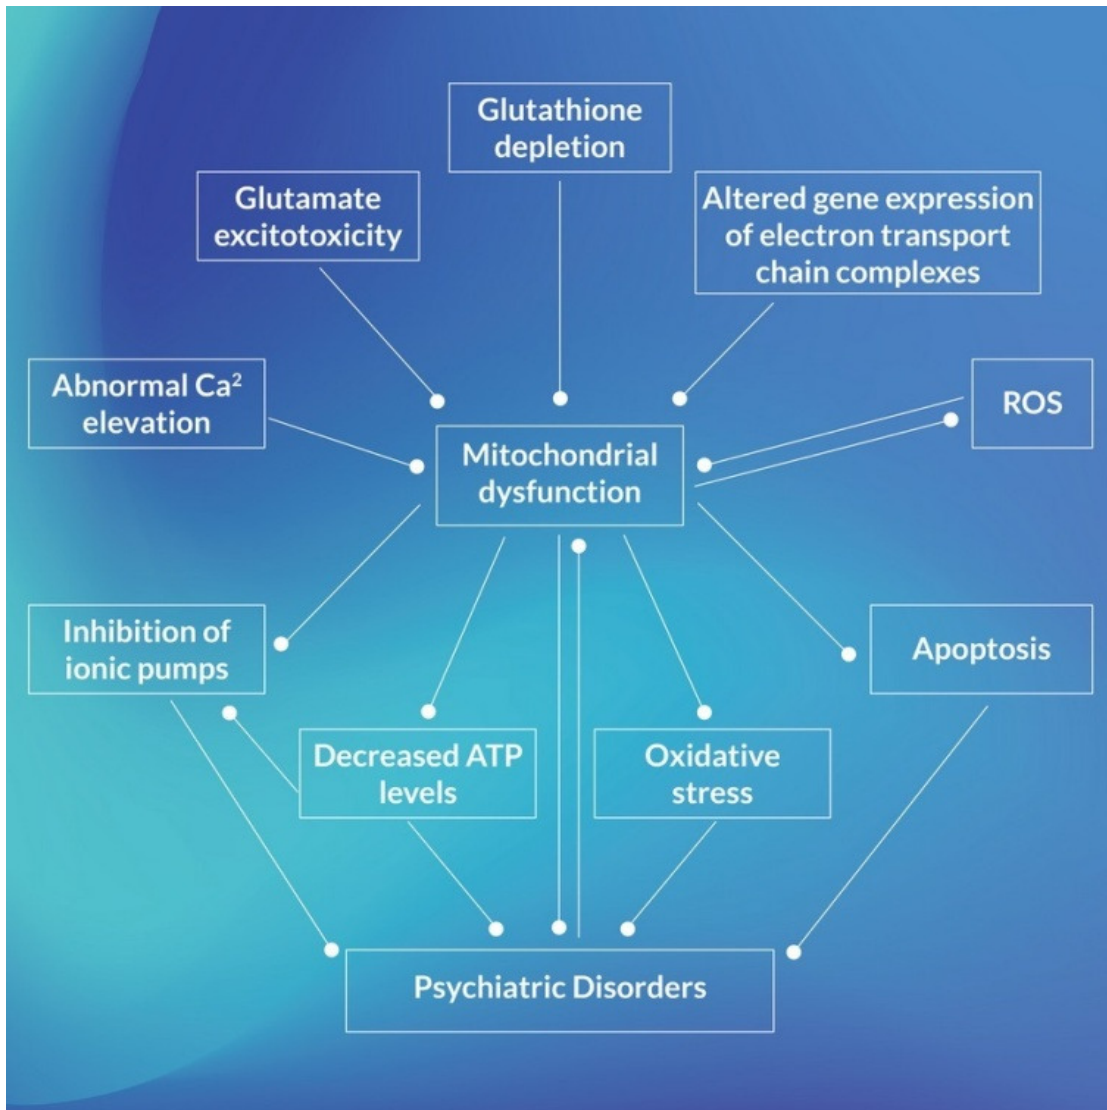 Glutathione
depletion
Glutamate
excitotoxicity
Altered gene expression
of electron transport
chain complexes
Abnormal Ca²
elevation
ROS
Mitochondrial
dysfunction
Inhibition of
ionic pumps
Apoptosis
Decreased ATP
levels
Oxidative
stress
Psychiatric Disorders